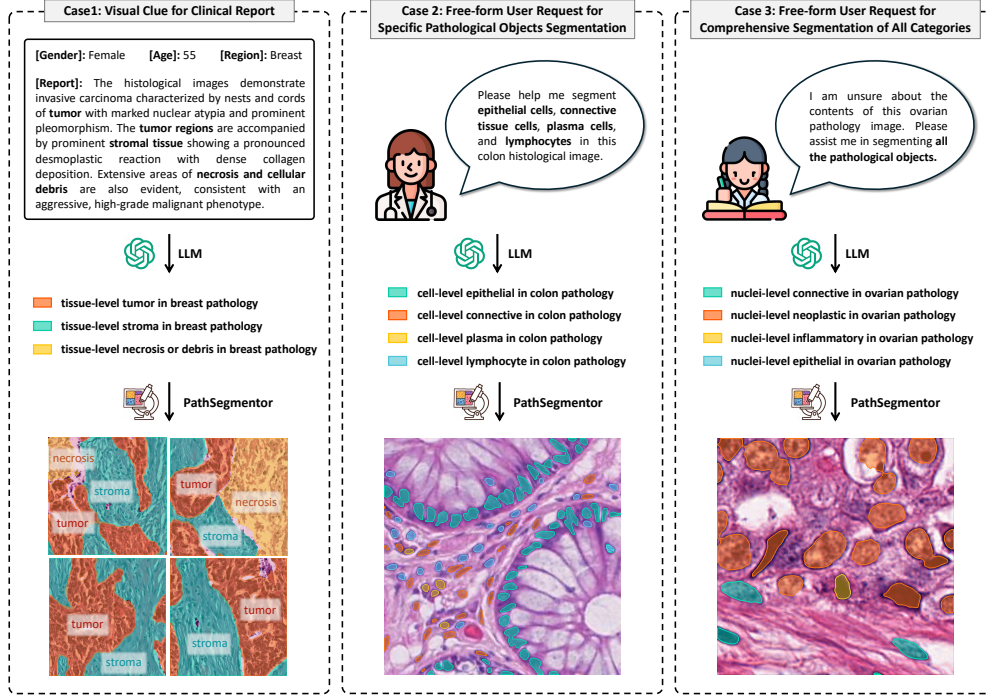 Case1: Visual Clue for Clinical Report
[Gender]: Female [Age]: 55 [Region]: Breast
[Report]: The histological images demonstrate
invasive carcinoma characterized by nests and cords
of tumor with marked nuclear atypia and prominent
pleomorphism. The tumor regions are accompanied
by prominent stromal tissue showing a pronounced
desmoplastic reaction with dense collagen
deposition. Extensive areas of necrosis and cellular
debris are also evident, consistent with an
aggressive, high-grade malignant phenotype.
LLM
tissue-level tumor in breast pathology
tissue-level stroma in breast pathology
tissue-level necrosis or debris in breast pathology
PathSegmentor
necrosis
stroma
tumor
tumor
necrosis
stroma
tumor
stroma
tumor
stroma
Case 2: Free-form User Request for
Specific Pathological Objects Segmentation
Please help me segment
epithelial cells, connective
tissue cells, plasma cells,
and lymphocytes in this
colon histological image.
LLM
cell-level epithelial in colon pathology
cell-level connective in colon pathology
cell-level plasma in colon pathology
cell-level lymphocyte in colon pathology
PathSegmentor
Case 3: Free-form User Request for
Comprehensive Segmentation of All Categories
I am unsure about the
contents of this ovarian
pathology image. Please
assist me in segmenting all
the pathological objects.
LLM
nuclei-level connective in ovarian pathology
nuclei-level neoplastic in ovarian pathology
nuclei-level inflammatory in ovarian pathology
nuclei-level epithelial in ovarian pathology
PathSegmentor